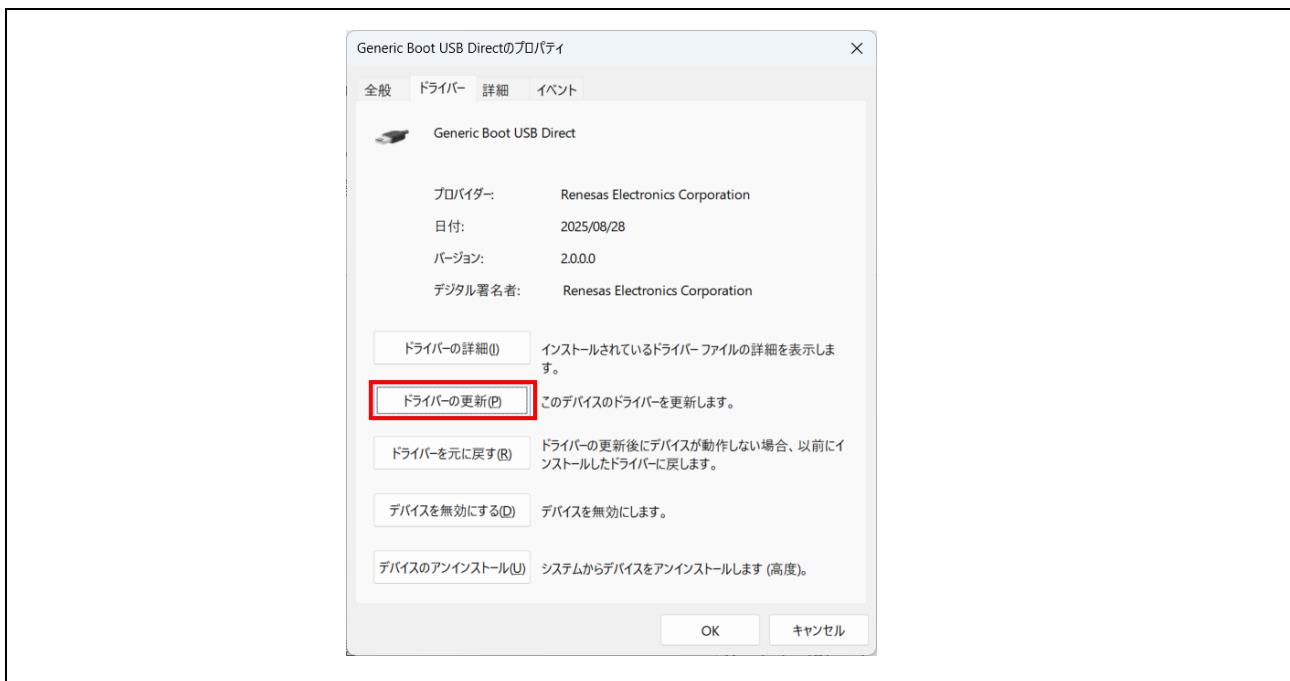 Generic Boot USB Directのプロパティ
全般 ドライバー 詳細 イベント
Generic Boot USB Direct
プロバイダー: Renesas Electronics Corporation
日付: 2025/08/28
バージョン: 2.0.0.0
デジタル署名者: Renesas Electronics Corporation
ドライバーの詳細(I) インストールされているドライバー ファイルの詳細を表示しま
す。
ドライバーの更新(P) このデバイスのドライバーを更新します。
ドライバーを元に戻す(R) ドライバーの更新後にデバイスが動作しない場合、以前にイ
ンストールしたドライバーに戻します。
デバイスを無効にする(D) デバイスを無効にします。
デバイスのアンインストール(U) システムからデバイスをアンインストールします (高度)。
OK キャンセル